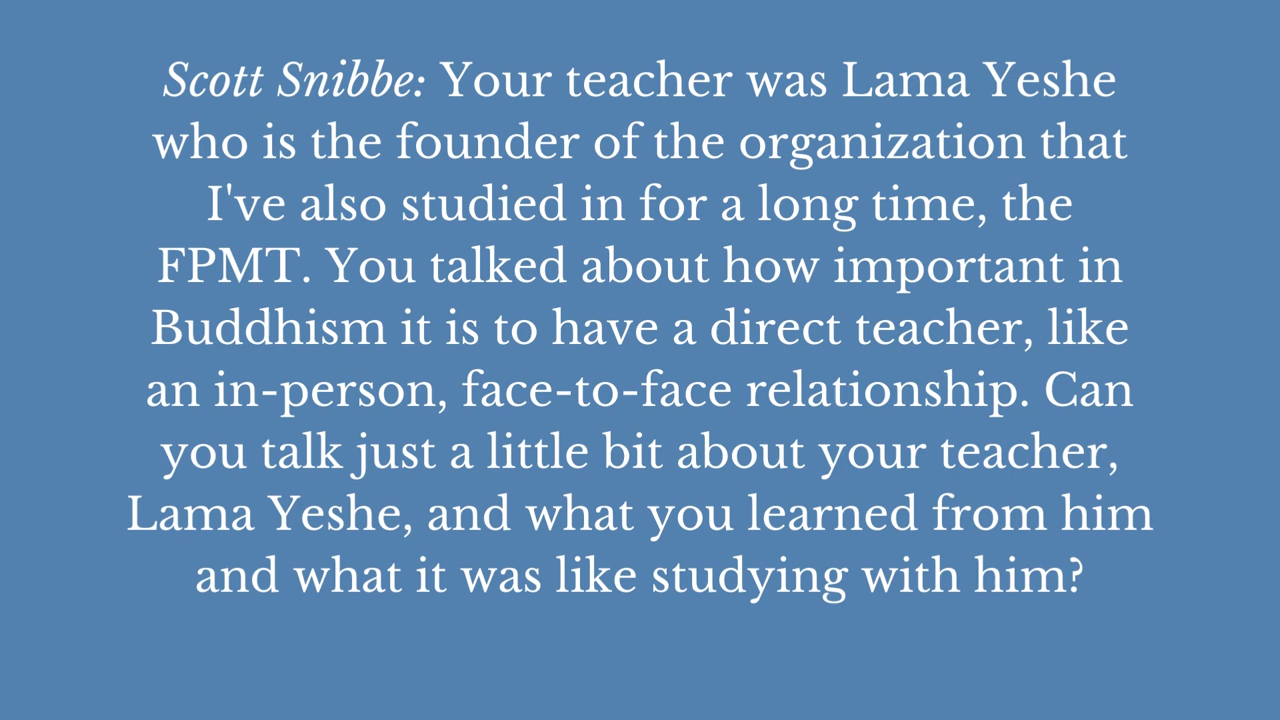 Scott Snibbe: Your teacher was Lama Yeshe
who is the founder of the organization that
I've also studied in for a long time, the
FPMT. You talked about how important in
Buddhism it is to have a direct teacher, like
an in-person, face-to-face relationship. Can
you talk just a little bit about your teacher,
Lama Yeshe, and what you learned from him
and what it was like studying with him?